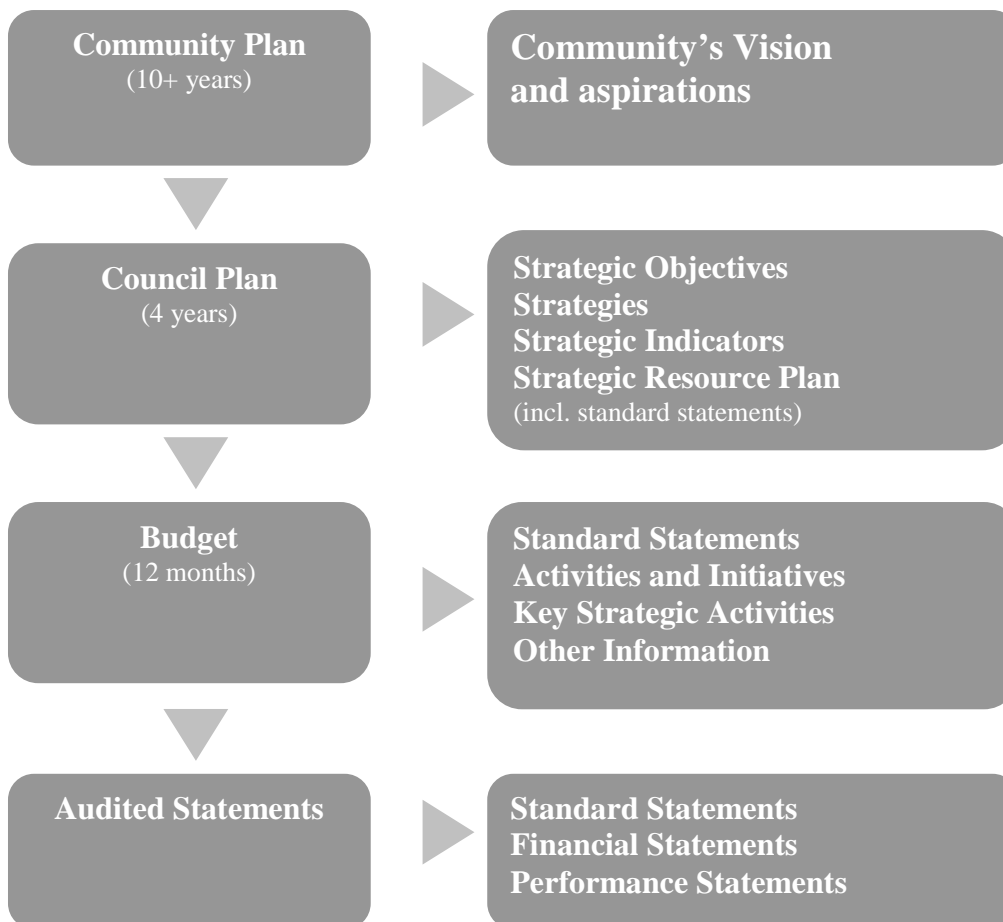 Community Plan
(10+ years)
Community’s Vision
and aspirations
Council Plan
(4 years)
Strategic Objectives
Strategies
Strategic Indicators
Strategic Resource Plan
(incl. standard statements)
Budget
(12 months)
Standard Statements
Activities and Initiatives
Key Strategic Activities
Other Information
Audited Statements
Standard Statements
Financial Statements
Performance Statements